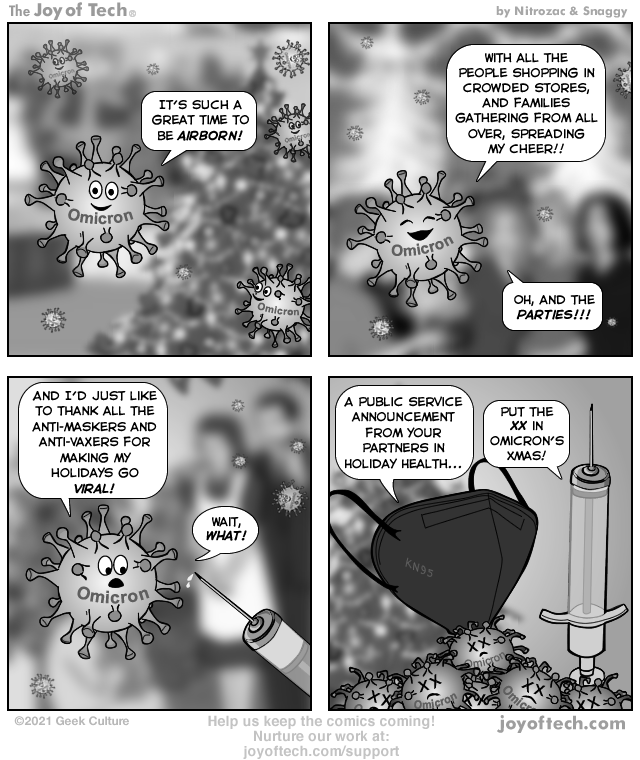 The Joy of Tech®
by Nitrozac & Snaggy
Omicron
IT'S SUCH A
GREAT TIME TO
BE AIRBORN!
Omicron
Omicron
Omicron
WITH ALL THE
PEOPLE SHOPPING IN
CROWDED STORES,
AND FAMILIES
GATHERING FROM ALL
OVER, SPREADING
MY CHEER!!
Omicron
OH, AND THE
PARTIES!!!
AND I'D JUST LIKE
TO THANK ALL THE
ANTI-MASKERS AND
ANTI-VAXERS FOR
MAKING MY
HOLIDAYS GO
VIRAL!
WAIT,
WHAT!
Omicron
A PUBLIC SERVICE
ANNOUNCEMENT
FROM YOUR
PARTNERS IN
HOLIDAY HEALTH...
PUT THE
XX IN
OMICRON'S
XMAS!
KN95
Omicron
Omicron
Omicron
©2021 Geek Culture
Help us keep the comics coming!
Nurture our work at:
joyoftech.com/support
joyoftech.com